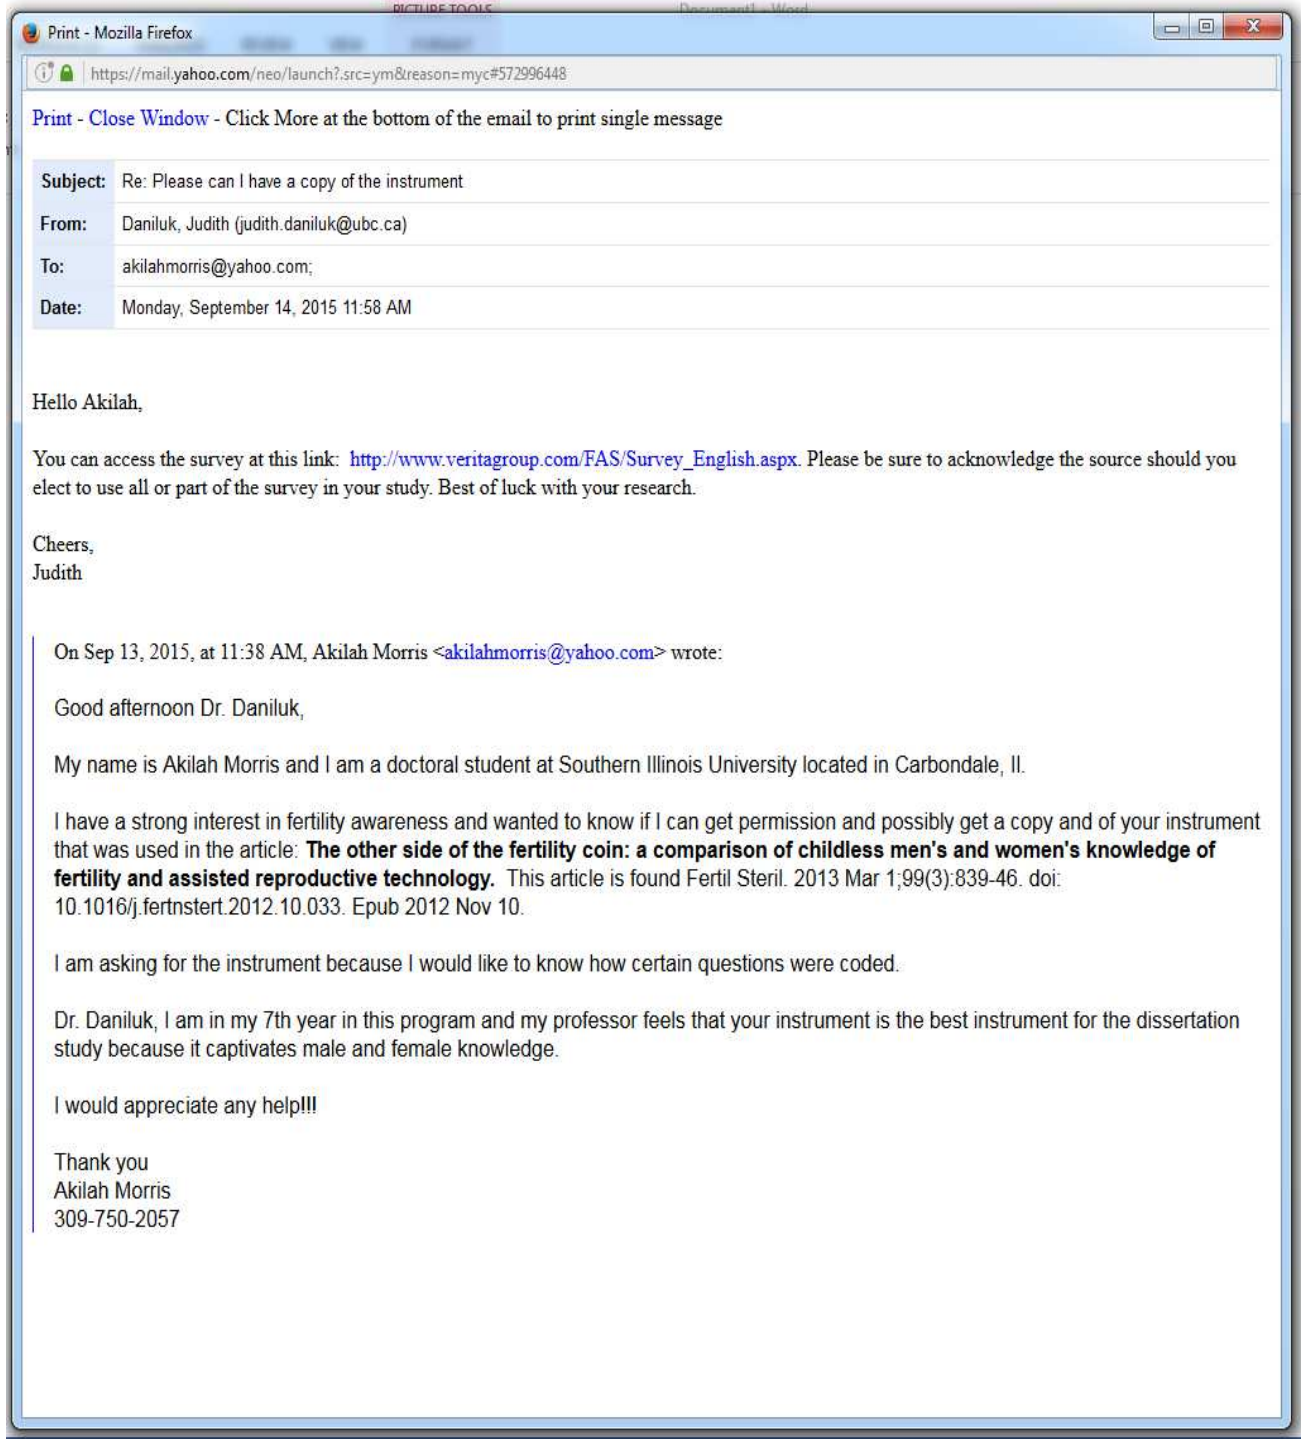 PICTURE TOOLS
Document1 - Word
Print - Mozilla Firefox
https://mail.yahoo.com/neo/launch?.src=ym&reason=myc#572996448
Print - Close Window - Click More at the bottom of the email to print single message
Subject: Re: Please can I have a copy of the instrument
From: Daniluk, Judith (judith.daniluk@ubc.ca)
To: akilahmorris@yahoo.com;
Date: Monday, September 14, 2015 11:58 AM
Hello Akilah,
You can access the survey at this link: http://www.veritagroup.com/FAS/Survey_English.aspx. Please be sure to acknowledge the source should you
elect to use all or part of the survey in your study. Best of luck with your research.
Cheers,
Judith
On Sep 13, 2015, at 11:38 AM, Akilah Morris <akilahmorris@yahoo.com> wrote:
Good afternoon Dr. Daniluk,
My name is Akilah Morris and I am a doctoral student at Southern Illinois University located in Carbondale, Il.
I have a strong interest in fertility awareness and wanted to know if I can get permission and possibly get a copy and of your instrument
that was used in the article: The other side of the fertility coin: a comparison of childless men's and women's knowledge of
fertility and assisted reproductive technology. This article is found Fertil Steril. 2013 Mar 1;99(3):839-46. doi:
10.1016/j.fertnstert.2012.10.033. Epub 2012 Nov 10.
I am asking for the instrument because I would like to know how certain questions were coded.
Dr. Daniluk, I am in my 7th year in this program and my professor feels that your instrument is the best instrument for the dissertation
study because it captivates male and female knowledge.
I would appreciate any help!!!
Thank you
Akilah Morris
309-750-2057